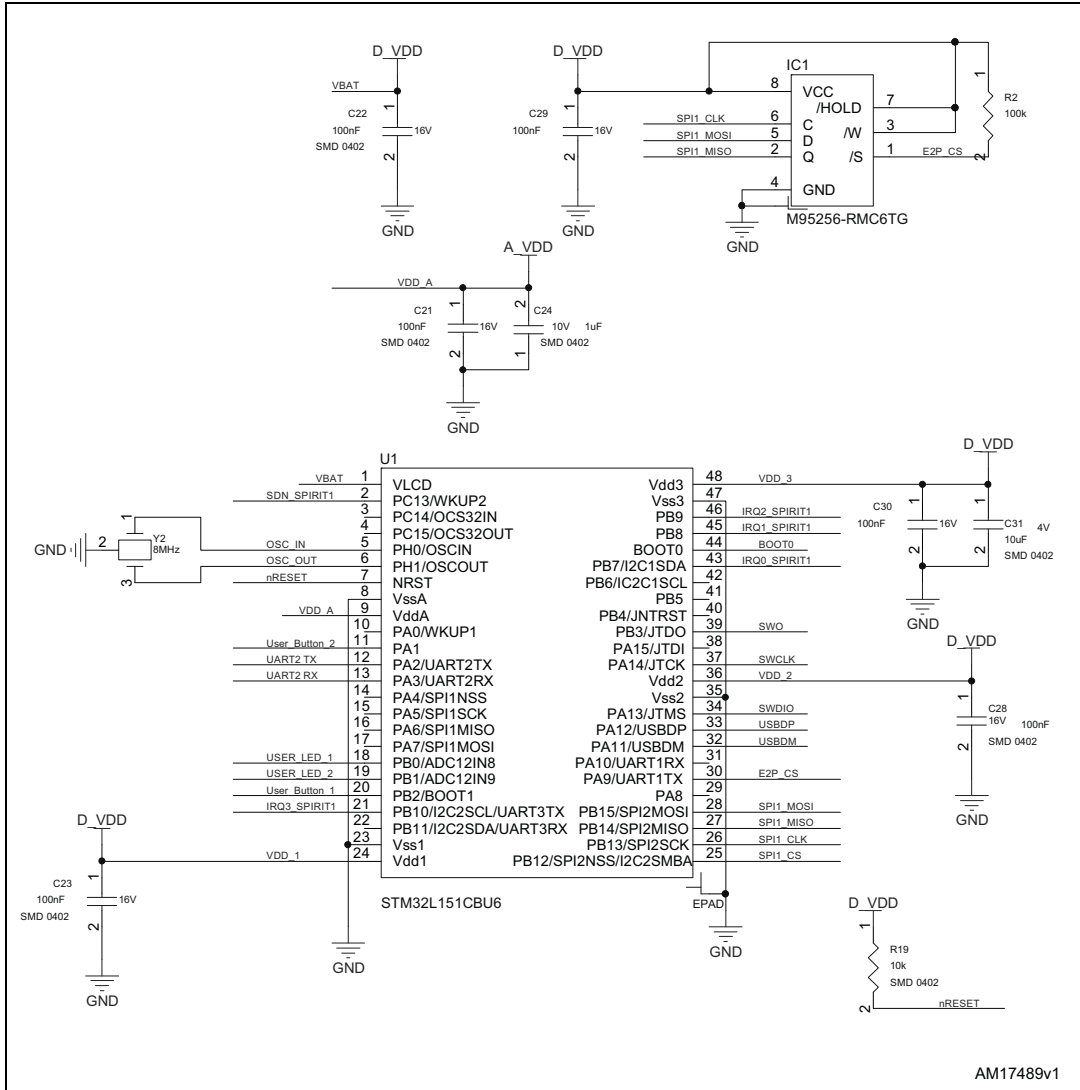 D_VDD
VBAT
1
C22
100nF
16V
SMD 0402
2
GND
D_VDD
1
C29
100nF
16V
SMD 0402
2
GND
IC1
8
VCC
/HOLD
7
SPI1_CLK
6
C
/W
3
SPI1_MOSI
5
D
SPI1_MISO
2
Q
/S
1
E2P_CS
4
GND
M95256-RMC6TG
GND
1
R2
100k
2
A_VDD
VDD_A
1
C21
100nF
16V
SMD 0402
2
2
C24
10V
1uF
SMD 0402
1
GND
U1
VBAT 1 VLCD
SDN_SPIRIT1 2 PC13/WKUP2
3 PC14/OCS32IN
4 PC15/OCS32OUT
OSC_IN 5 PH0/OSCIN
OSC_OUT 6 PH1/OSCOUT
nRESET 7 NRST
8 VssA
VDD_A 9 VddA
10 PA0/WKUP1
User_Button_2 11 PA1
UART2 TX 12 PA2/UART2TX
UART2 RX 13 PA3/UART2RX
14 PA4/SPI1NSS
15 PA5/SPI1SCK
16 PA6/SPI1MISO
17 PA7/SPI1MOSI
USER_LED_1 18 PB0/ADC12IN8
USER_LED_2 19 PB1/ADC12IN9
User_Button_1 20 PB2/BOOT1
IRQ3_SPIRIT1 21 PB10/I2C2SCL/UART3TX
22 PB11/I2C2SDA/UART3RX
23 Vss1
VDD_1 24 Vdd1
Vdd3 48 VDD_3
Vss3 47
PB9 46 IRQ2_SPIRIT1
PB8 45 IRQ1_SPIRIT1
BOOT0 44 BOOT0
PB7/I2C1SDA 43 IRQ0_SPIRIT1
PB6/IC2C1SCL 42
PB5 41
PB4/JNTRST 40
PB3/JTDO 39 SWO
PA15/JTDI 38
PA14/JTCK 37 SWCLK
Vdd2 36 VDD_2
Vss2 35
PA13/JTMS 34 SWDIO
PA12/USBDP 33 USBDP
PA11/USBDM 32 USBDM
PA10/UART1RX 31
PA9/UART1TX 30 E2P_CS
PA8 29
PB15/SPI2MOSI 28 SPI1_MOSI
PB14/SPI2MISO 27 SPI1_MISO
PB13/SPI2SCK 26 SPI1_CLK
PB12/SPI2NSS/I2C2SMBA 25 SPI1_CS
STM32L151CBU6
EPAD
GND
GND
GND
1
2
Y2
8MHz
3
D_VDD
1
C30
100nF
16V
2
1
C31
4V
10uF
SMD 0402
2
GND
D_VDD
1
C28
16V
100nF
SMD 0402
2
GND
D_VDD
1
C23
100nF
16V
SMD 0402
2
GND
D_VDD
1
R19
10k
SMD 0402
2
nRESET
AM17489v1